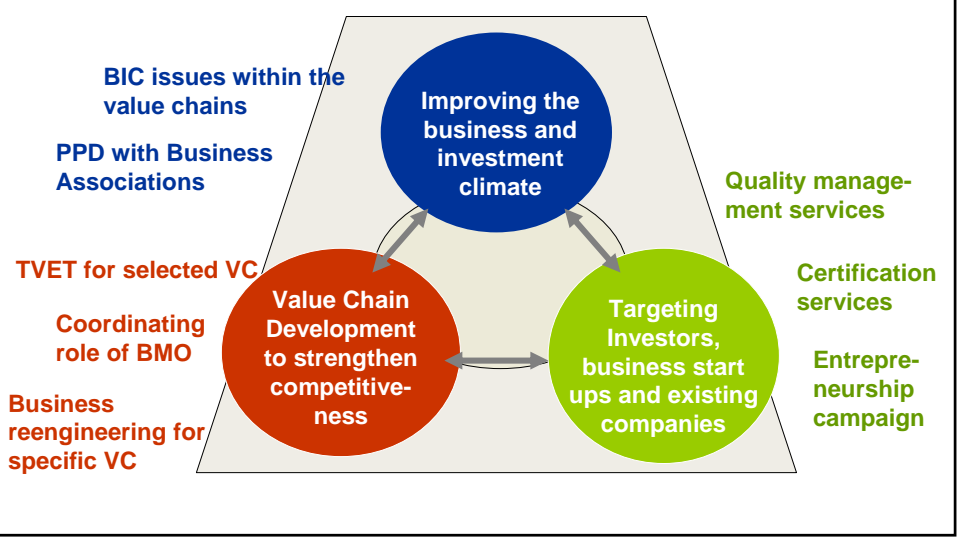 BIC issues within the
value chains
PPD with Business
Associations
Improving the
business and
investment
climate
Quality manage-
ment services
Certification
services
Entrepre-
neurship
campaign
TVET for selected VC
Coordinating
role of BMO
Business
reengineering for
specific VC
Value Chain
Development
to strengthen
competitive-
ness
Targeting
Investors,
business start
ups and existing
companies